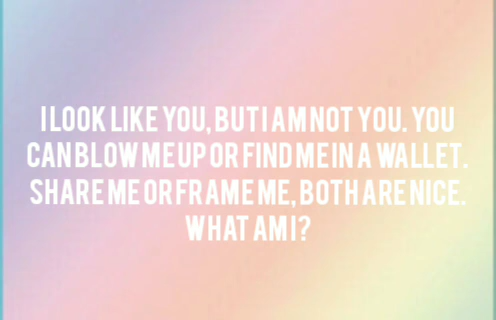 I LOOK LIKE YOU, BUT I AM NOT YOU. YOU
CAN BLOW ME UP OR FIND ME IN A WALLET.
SHARE ME OR FRAME ME, BOTH ARE NICE.
WHAT AM I?